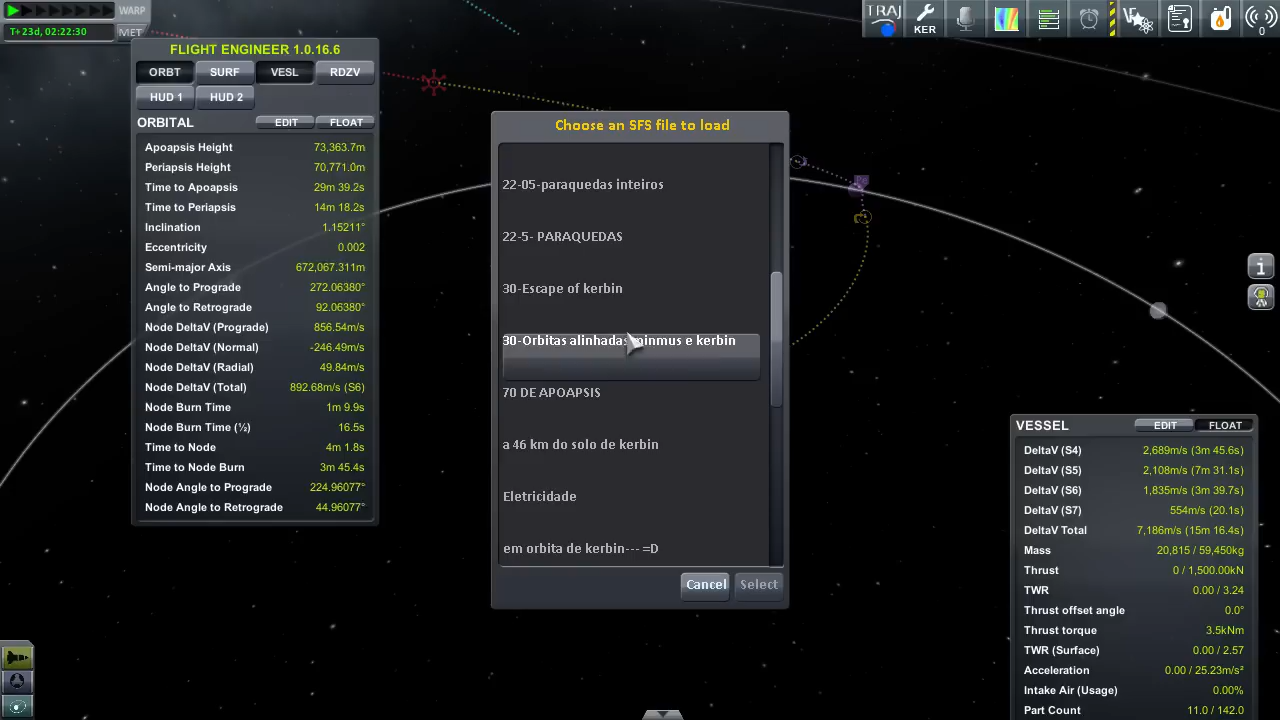 WARP
T+23d, 02:22:30
MET
TRAJ
KER
0
FLIGHT ENGINEER 1.0.16.6
ORBT SURF VESL RDZV
HUD 1 HUD 2
ORBITAL EDIT FLOAT
Apoapsis Height 73,363.7m
Periapsis Height 70,771.0m
Time to Apoapsis 29m 39.2s
Time to Periapsis 14m 18.2s
Inclination 1.15211°
Eccentricity 0.002
Semi-major Axis 672,067.311m
Angle to Prograde 272.06380°
Angle to Retrograde 92.06380°
Node DeltaV (Prograde) 856.54m/s
Node DeltaV (Normal) -246.49m/s
Node DeltaV (Radial) 49.84m/s
Node DeltaV (Total) 892.68m/s (S6)
Node Burn Time 1m 9.9s
Node Burn Time (½) 16.5s
Time to Node 4m 1.8s
Time to Node Burn 3m 45.4s
Node Angle to Prograde 224.96077°
Node Angle to Retrograde 44.96077°
Choose an SFS file to load
22-05-paraquedas inteiros
22-5- PARAQUEDAS
30-Escape of kerbin
30-Orbitas alinhadas minmus e kerbin
70 DE APOAPSIS
a 46 km do solo de kerbin
Eletricidade
em orbita de kerbin--- =D
Cancel Select
VESSEL EDIT FLOAT
DeltaV (S4) 2,689m/s (3m 45.6s)
DeltaV (S5) 2,108m/s (7m 31.1s)
DeltaV (S6) 1,835m/s (3m 39.7s)
DeltaV (S7) 554m/s (20.1s)
DeltaV Total 7,186m/s (15m 16.4s)
Mass 20,815 / 59,450kg
Thrust 0 / 1,500.00kN
TWR 0.00 / 3.24
Thrust offset angle 0.0°
Thrust torque 3.5kNm
TWR (Surface) 0.00 / 2.57
Acceleration 0.00 / 25.23m/s²
Intake Air (Usage) 0.00%
Part Count 11.0 / 142.0